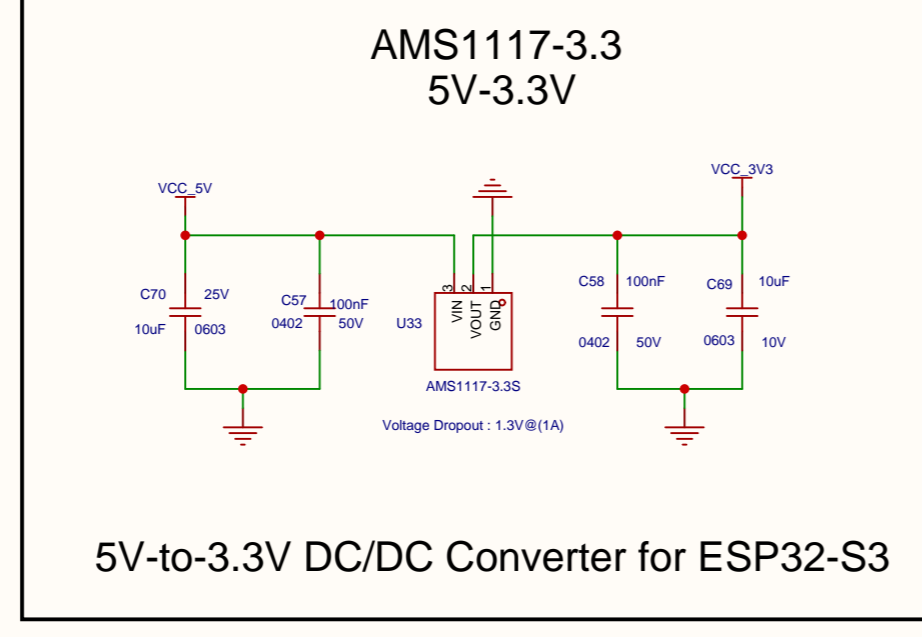 AMS1117-3.3
5V-3.3V
VCC_5V
VCC_3V3
C70 25V
10uF 0603
C57 100nF
0402 50V
U33
3 2 1
VIN VOUT GND
AMS1117-3.3S
Voltage Dropout : 1.3V@(1A)
C58 100nF
0402 50V
C69 10uF
0603 10V
5V-to-3.3V DC/DC Converter for ESP32-S3